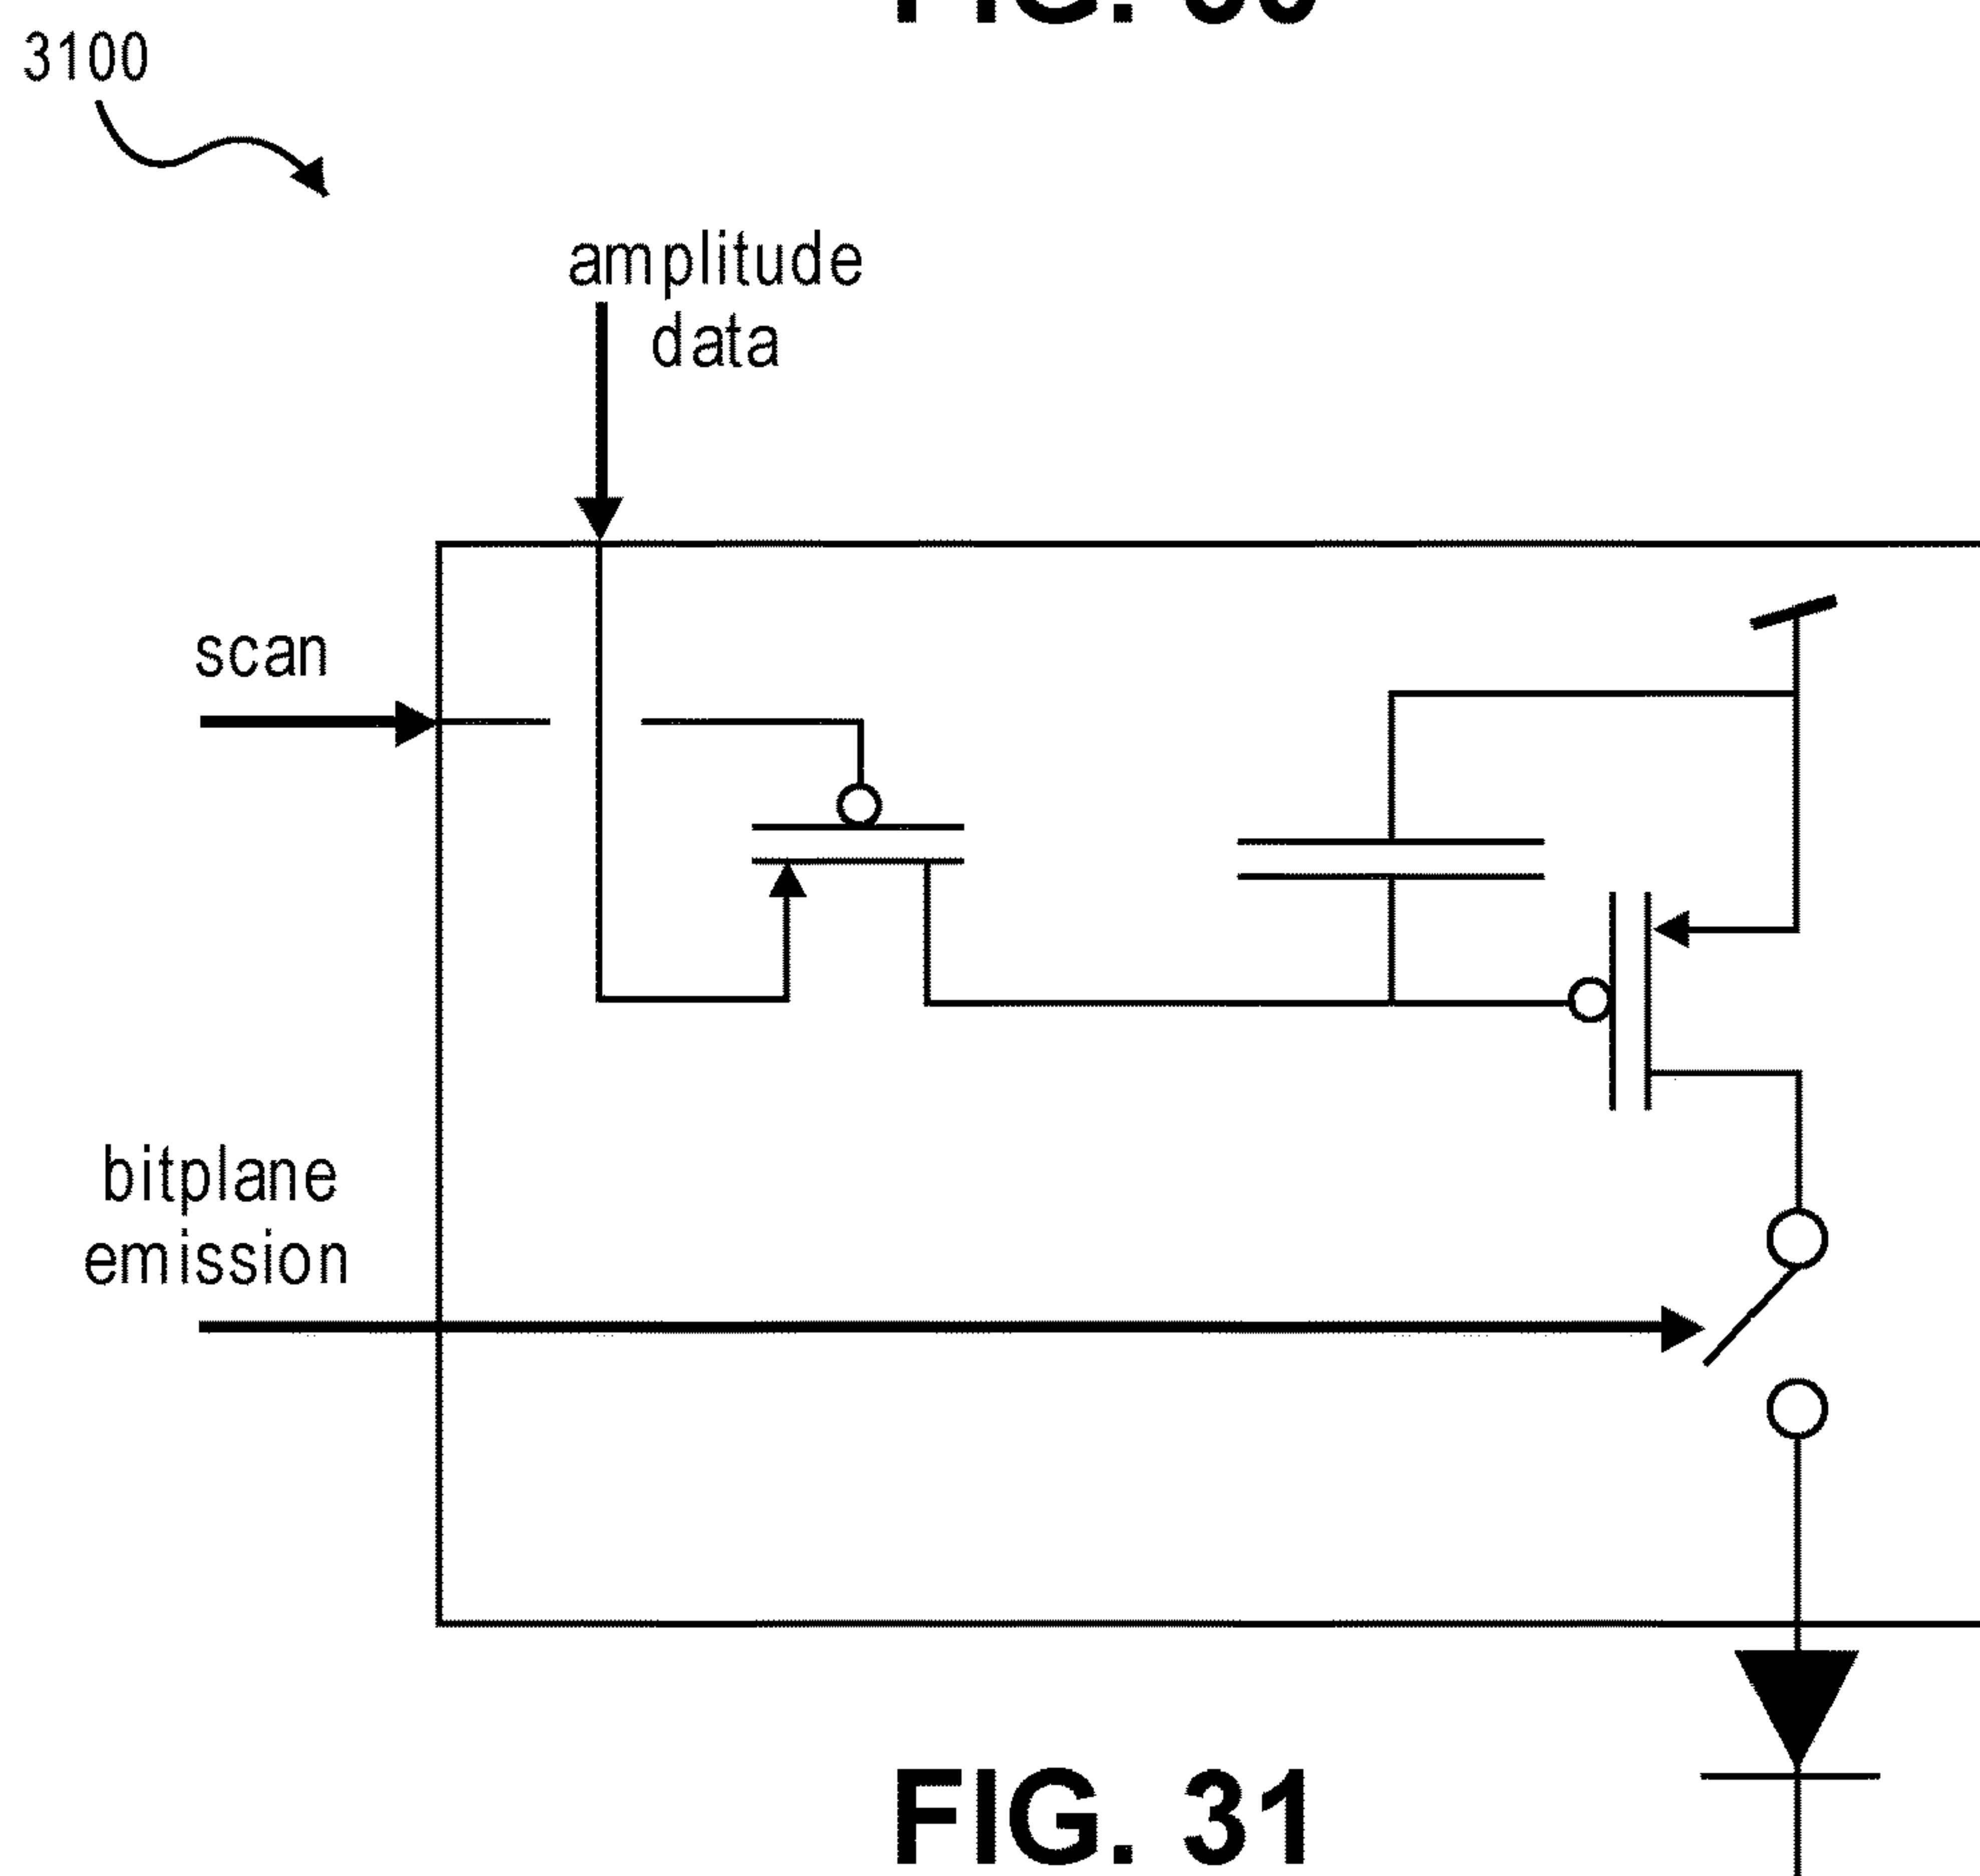 3100
amplitude
data
scan
bitplane
emission
FIG. 31